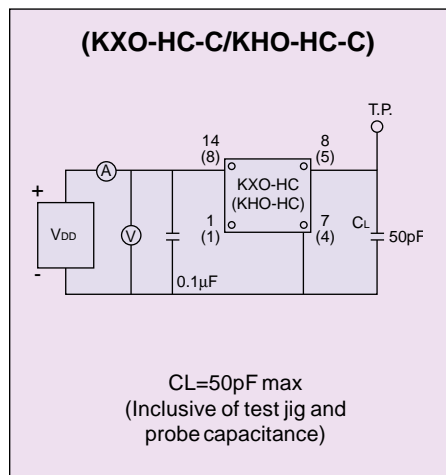 (KXO-HC-C/KHO-HC-C)
T.P.
14
(8)
8
(5)
A
KXO-HC
(KHO-HC)
+
VDD
-
V
1
(1)
7
(4)
CL
50pF
0.1μF
CL=50pF max
(Inclusive of test jig and
probe capacitance)